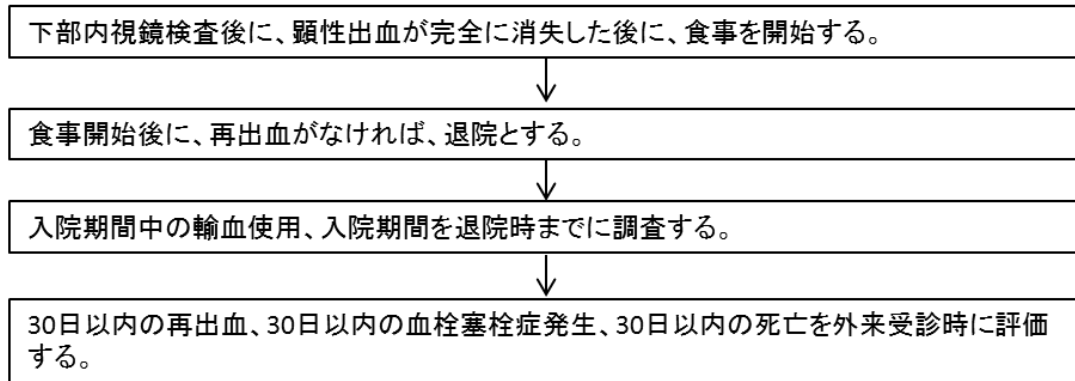 下部内視鏡検査後に、顕性出血が完全に消失した後に、食事を開始する。
食事開始後に、再出血がなければ、退院とする。
入院期間中の輸血使用、入院期間を退院時までに調査する。
30日以内の再出血、30日以内の血栓塞栓症発生、30日以内の死亡を外来受診時に評価
する。